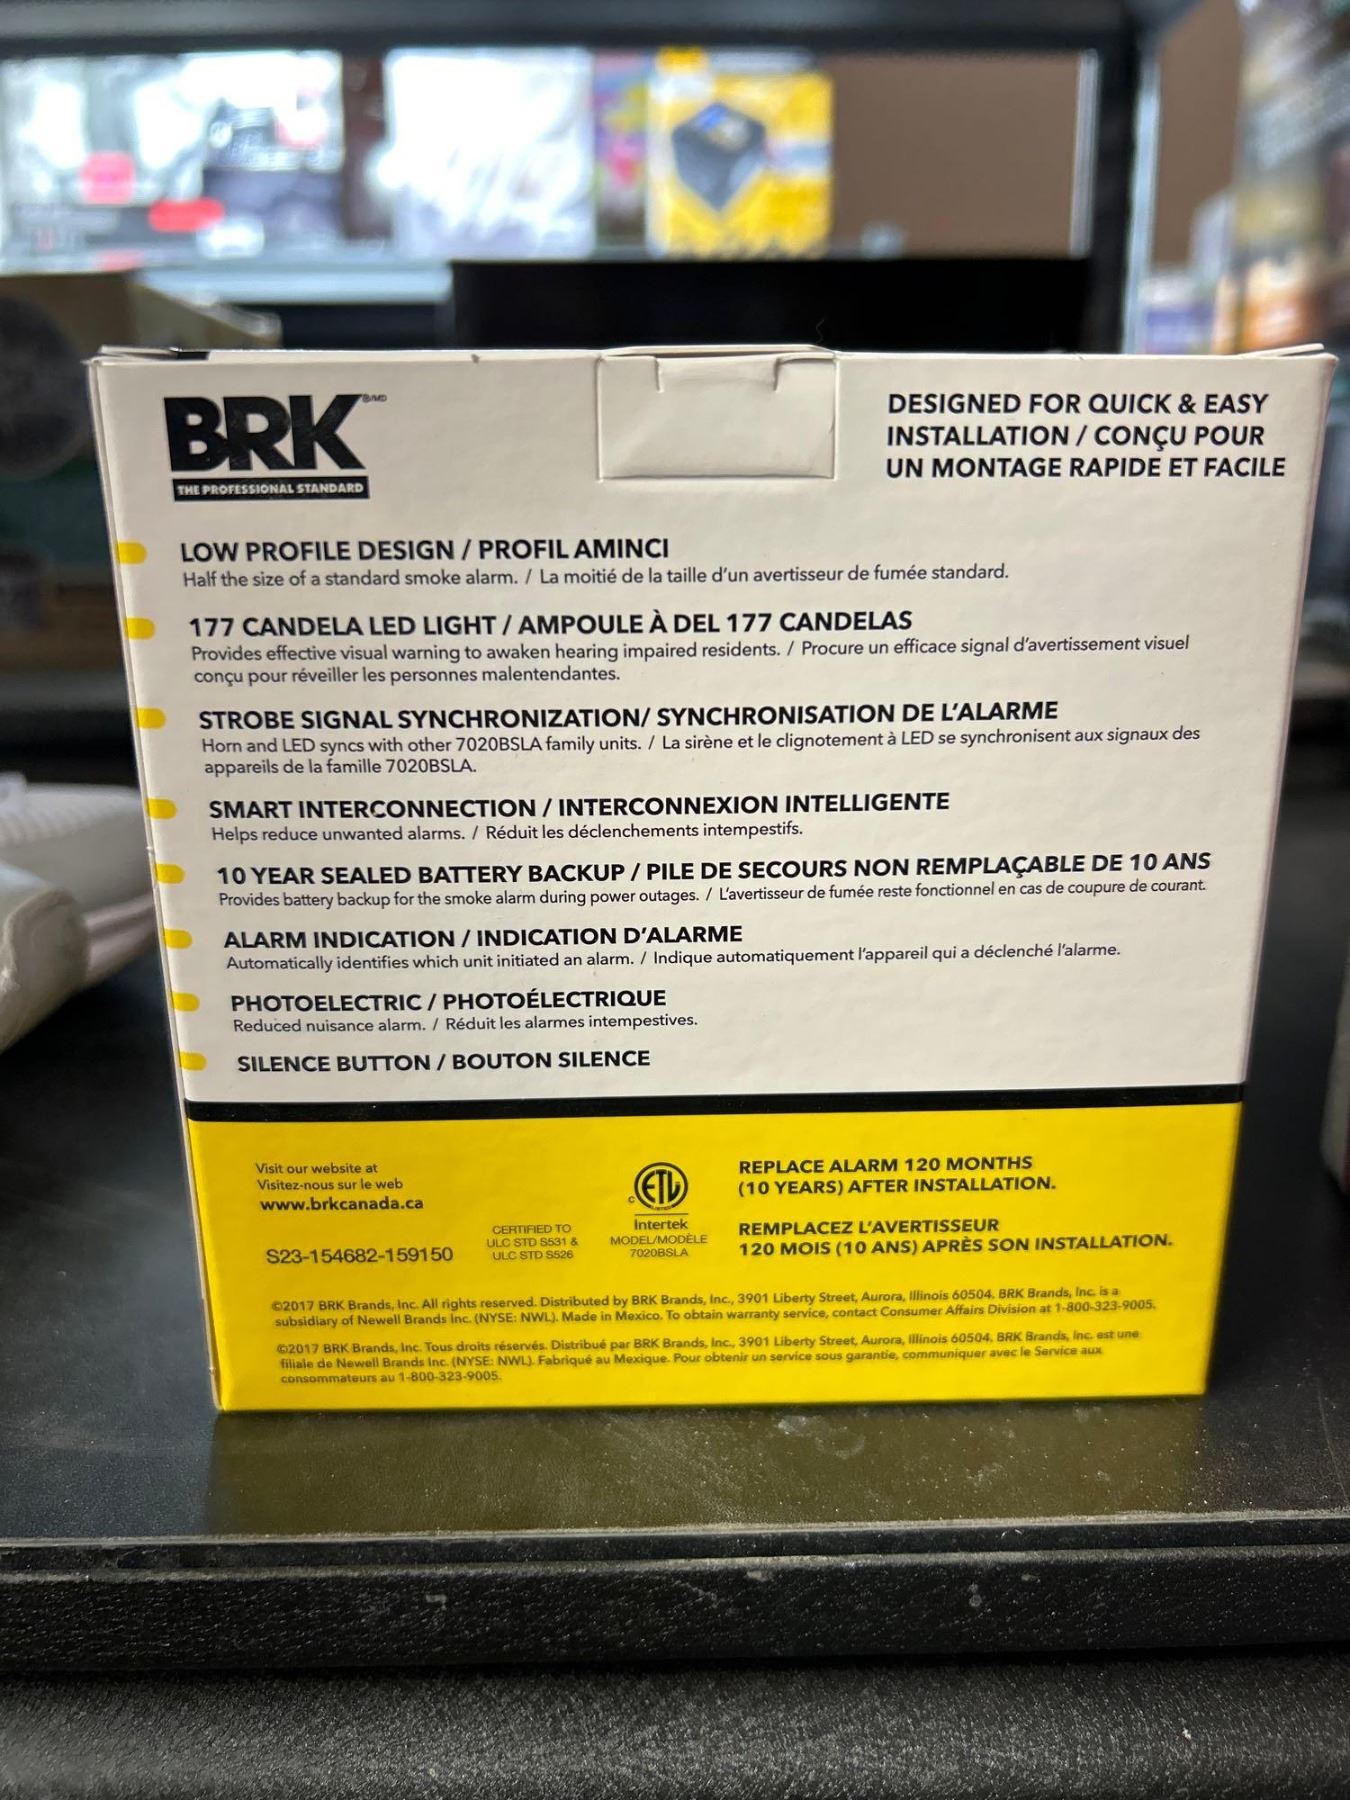 BRK ®/MD
THE PROFESSIONAL STANDARD
DESIGNED FOR QUICK & EASY
INSTALLATION / CONÇU POUR
UN MONTAGE RAPIDE ET FACILE
LOW PROFILE DESIGN / PROFIL AMINCI
Half the size of a standard smoke alarm. / La moitié de la taille d'un avertisseur de fumée standard.
177 CANDELA LED LIGHT / AMPOULE À DEL 177 CANDELAS
Provides effective visual warning to awaken hearing impaired residents. / Procure un efficace signal d'avertissement visuel
conçu pour réveiller les personnes malentendantes.
STROBE SIGNAL SYNCHRONIZATION/ SYNCHRONISATION DE L'ALARME
Horn and LED syncs with other 7020BSLA family units. / La sirène et le clignotement à LED se synchronisent aux signaux des
appareils de la famille 7020BSLA.
SMART INTERCONNECTION / INTERCONNEXION INTELLIGENTE
Helps reduce unwanted alarms. / Réduit les déclenchements intempestifs.
10 YEAR SEALED BATTERY BACKUP / PILE DE SECOURS NON REMPLAÇABLE DE 10 ANS
Provides battery backup for the smoke alarm during power outages. / L'avertisseur de fumée reste fonctionnel en cas de coupure de courant.
ALARM INDICATION / INDICATION D'ALARME
Automatically identifies which unit initiated an alarm. / Indique automatiquement l'appareil qui a déclenché l'alarme.
PHOTOELECTRIC / PHOTOÉLECTRIQUE
Reduced nuisance alarm. / Réduit les alarmes intempestives.
SILENCE BUTTON / BOUTON SILENCE
Visit our website at
Visitez-nous sur le web
www.brkcanada.ca
S23-154682-159150
CERTIFIED TO
ULC STD S531 &
ULC STD S526
C ETL LISTED
Intertek
MODEL/MODÈLE
7020BSLA
REPLACE ALARM 120 MONTHS
(10 YEARS) AFTER INSTALLATION.
REMPLACEZ L'AVERTISSEUR
120 MOIS (10 ANS) APRÈS SON INSTALLATION.
©2017 BRK Brands, Inc. All rights reserved. Distributed by BRK Brands, Inc., 3901 Liberty Street, Aurora, Illinois 60504. BRK Brands, Inc. is a
subsidiary of Newell Brands Inc. (NYSE: NWL). Made in Mexico. To obtain warranty service, contact Consumer Affairs Division at 1-800-323-9005.
©2017 BRK Brands, Inc. Tous droits réservés. Distribué par BRK Brands, Inc., 3901 Liberty Street, Aurora, Illinois 60504. BRK Brands, Inc. est une
filiale de Newell Brands Inc. (NYSE: NWL). Fabriqué au Mexique. Pour obtenir un service sous garantie, communiquer avec le Service aux
consommateurs au 1-800-323-9005.